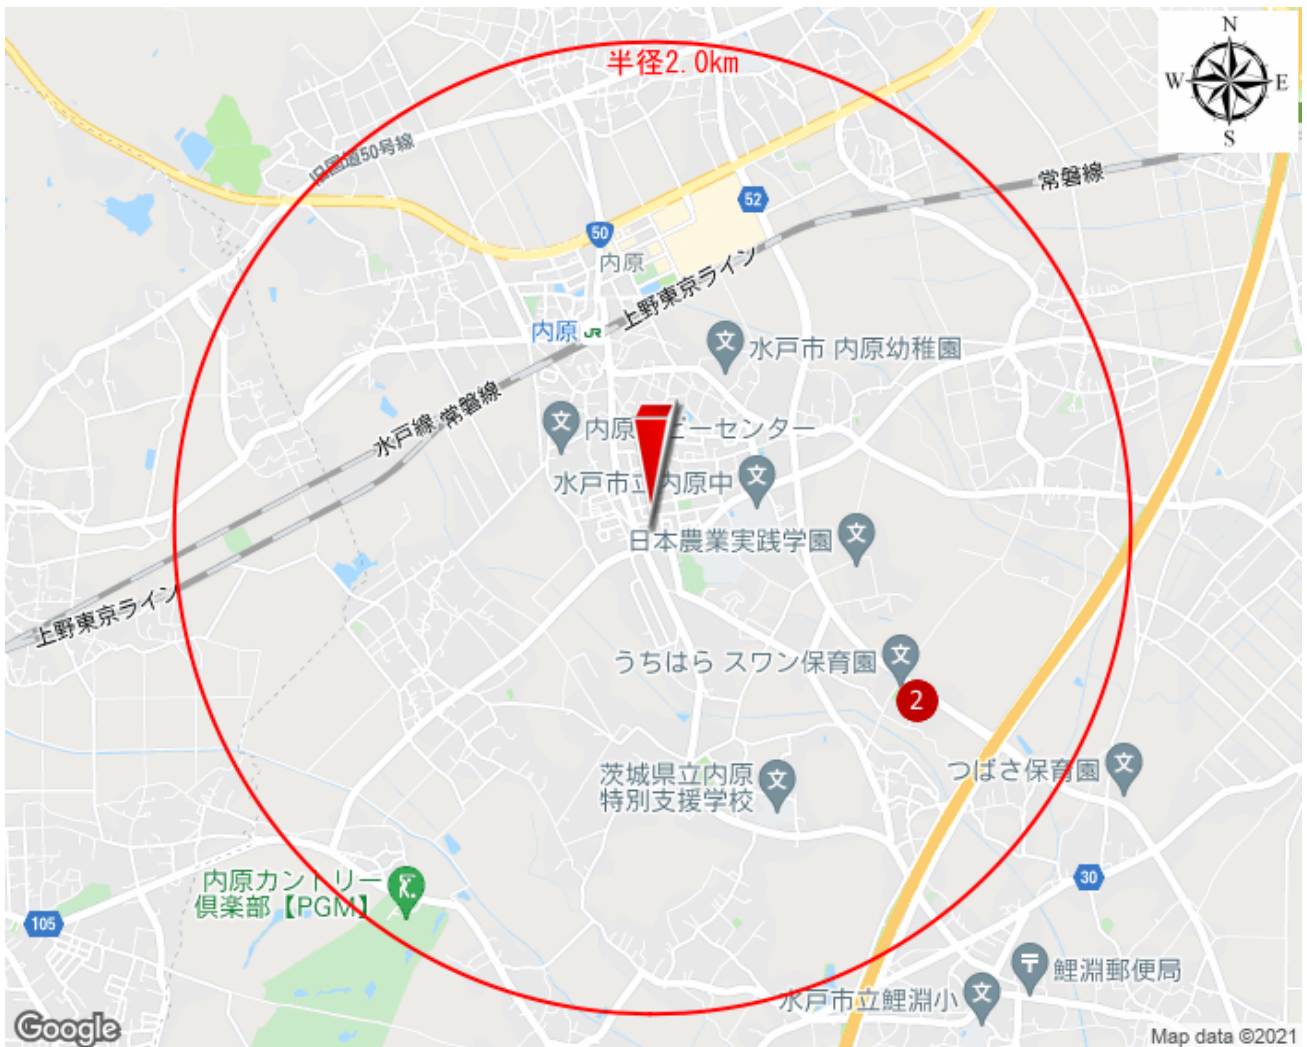 半径2.0km
N
W
E
S
旧国道50号線
常磐線
52
50
内原
上野東京ライン
内原
JR
水戸市 内原幼稚園
水戸線 常磐線
内原
ビーセンター
水戸市立内原中
日本農業実践学園
上野東京ライン
うちはら スワン保育園
2
茨城県立内原
特別支援学校
つばさ保育園
内原カントリー
倶楽部【PGM】
30
105
鯉淵郵便局
水戸市立鯉淵小
Google
Map data ©2021